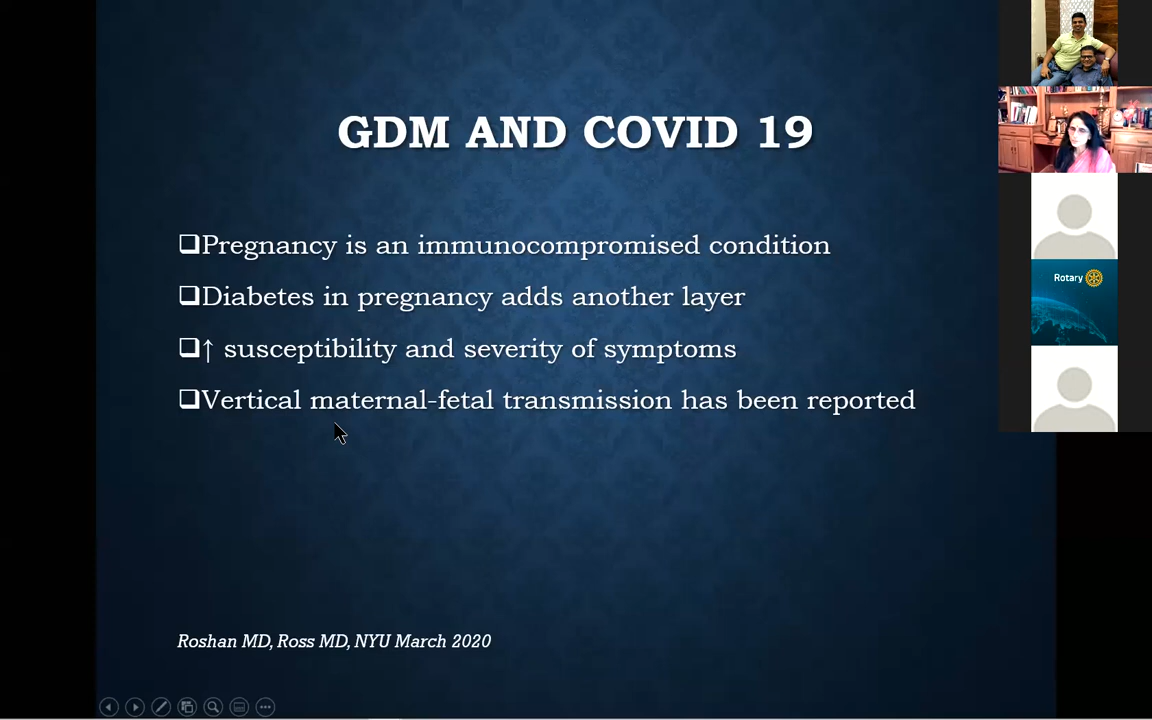 GDM AND COVID 19
❑Pregnancy is an immunocompromised condition
❑Diabetes in pregnancy adds another layer
❑↑ susceptibility and severity of symptoms
❑Vertical maternal-fetal transmission has been reported
Roshan MD, Ross MD, NYU March 2020
Rotary